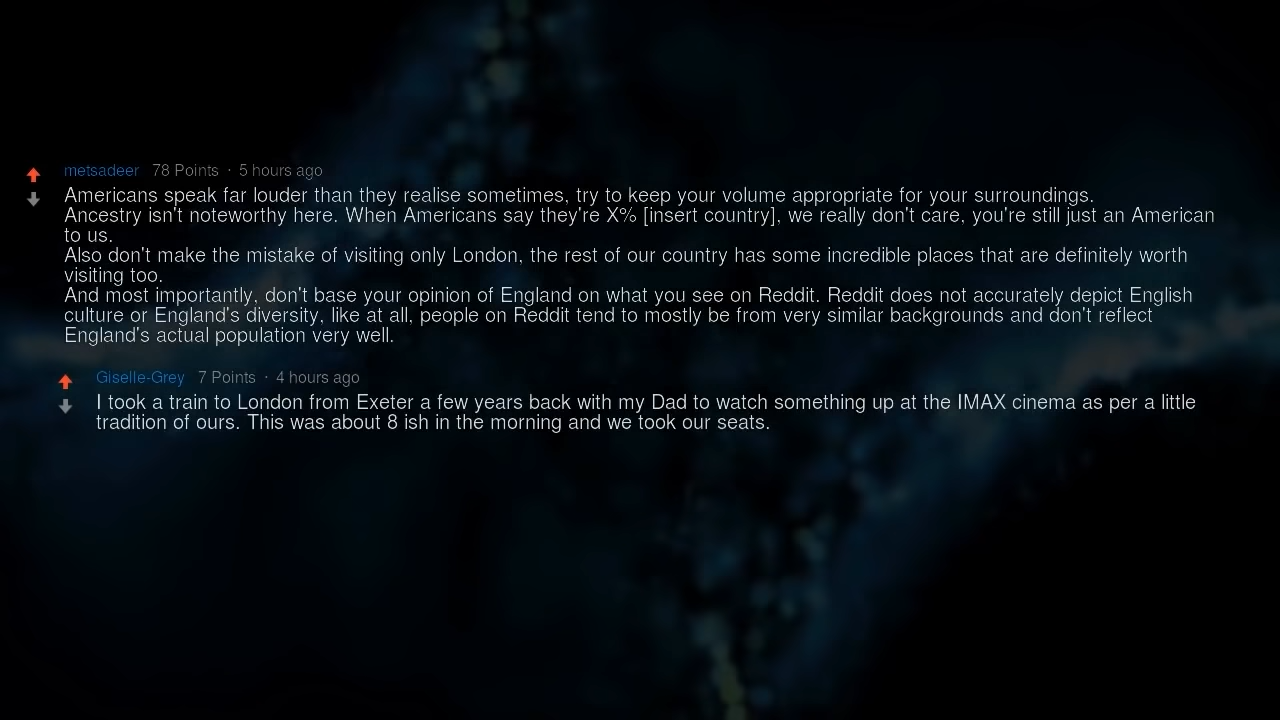 metsadeer 78 Points · 5 hours ago
Americans speak far louder than they realise sometimes, try to keep your volume appropriate for your surroundings.
Ancestry isn't noteworthy here. When Americans say they're X% [insert country], we really don't care, you're still just an American
to us.
Also don't make the mistake of visiting only London, the rest of our country has some incredible places that are definitely worth
visiting too.
And most importantly, don't base your opinion of England on what you see on Reddit. Reddit does not accurately depict English
culture or England's diversity, like at all, people on Reddit tend to mostly be from very similar backgrounds and don't reflect
England's actual population very well.
Giselle-Grey 7 Points · 4 hours ago
I took a train to London from Exeter a few years back with my Dad to watch something up at the IMAX cinema as per a little
tradition of ours. This was about 8 ish in the morning and we took our seats.